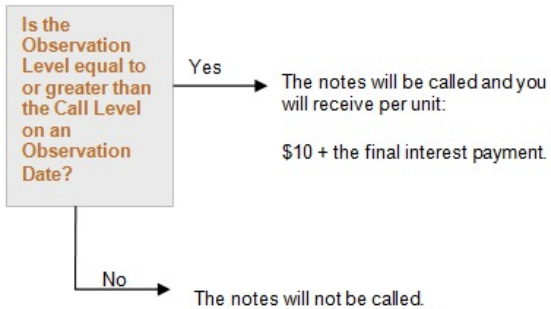 Is the
Observation
Level equal to
or greater than
the Call Level
on an
Observation
Date?
Yes
The notes will be called and you
will receive per unit:
$10 + the final interest payment.
No
The notes will not be called.